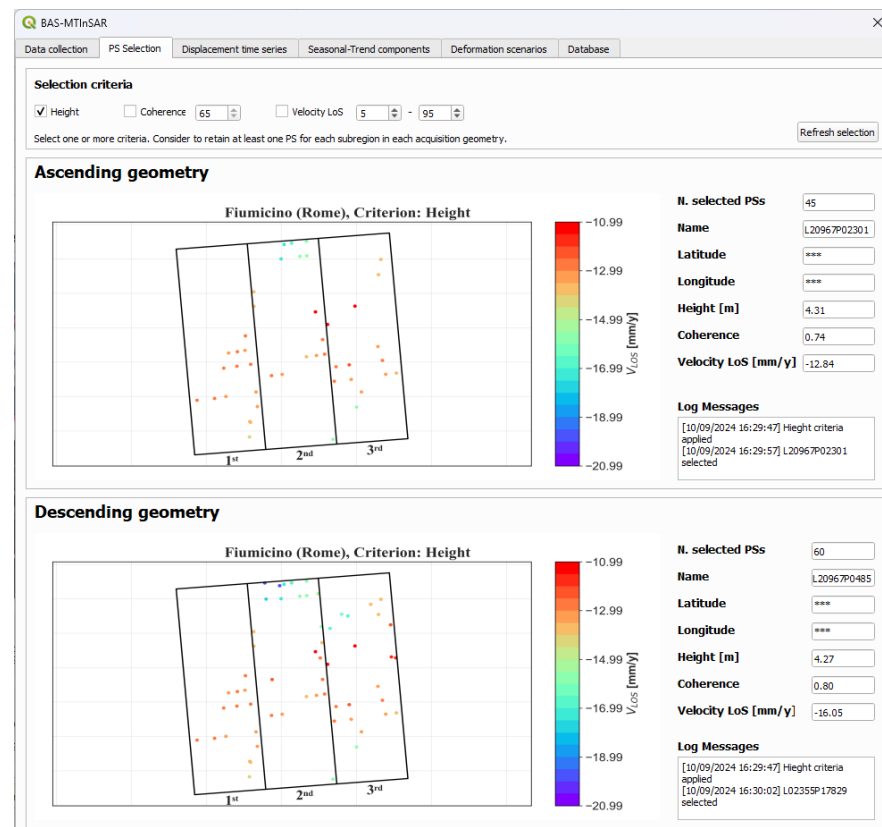 BAS-MTInSAR
Data collection PS Selection Displacement time series Seasonal-Trend components Deformation scenarios Database
Selection criteria
Height Coherence 65 Velocity LoS 5 - 95
Select one or more criteria. Consider to retain at least one PS for each subregion in each acquisition geometry.
Refresh selection
Ascending geometry
Fiumicino (Rome), Criterion: Height
1st 2nd 3rd
−10.99
−12.99
−14.99
−16.99
−18.99
−20.99
VLOS [mm/y]
N. selected PSs 45
Name L20967P02301
Latitude ***
Longitude ***
Height [m] 4.31
Coherence 0.74
Velocity LoS [mm/y] -12.84
Log Messages
[10/09/2024 16:29:47] Hieght criteria
applied
[10/09/2024 16:29:57] L20967P02301
selected
Descending geometry
Fiumicino (Rome), Criterion: Height
1st 2nd 3rd
−10.99
−12.99
−14.99
−16.99
−18.99
−20.99
VLOS [mm/y]
N. selected PSs 60
Name L20967P0485
Latitude ***
Longitude ***
Height [m] 4.27
Coherence 0.80
Velocity LoS [mm/y] -16.05
Log Messages
[10/09/2024 16:29:47] Hieght criteria
applied
[10/09/2024 16:30:02] L02355P17829
selected